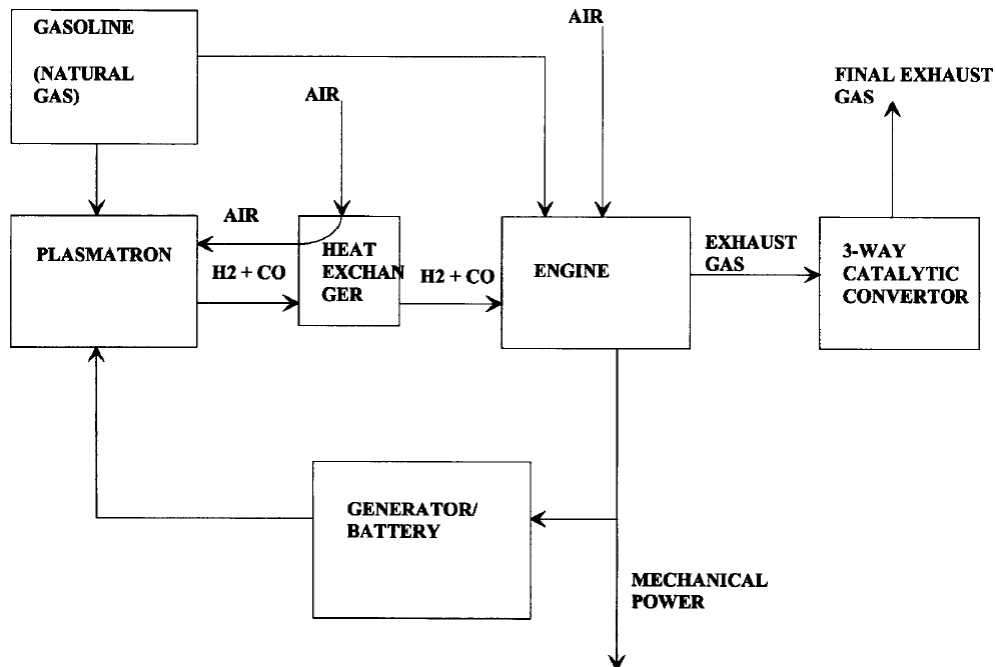 GASOLINE
(NATURAL
GAS)
AIR
FINAL EXHAUST
GAS
AIR
AIR
PLASMATRON
H2 + CO
HEAT
EXCHAN
GER
H2 + CO
ENGINE
EXHAUST
GAS
3-WAY
CATALYTIC
CONVERTOR
GENERATOR/
BATTERY
MECHANICAL
POWER